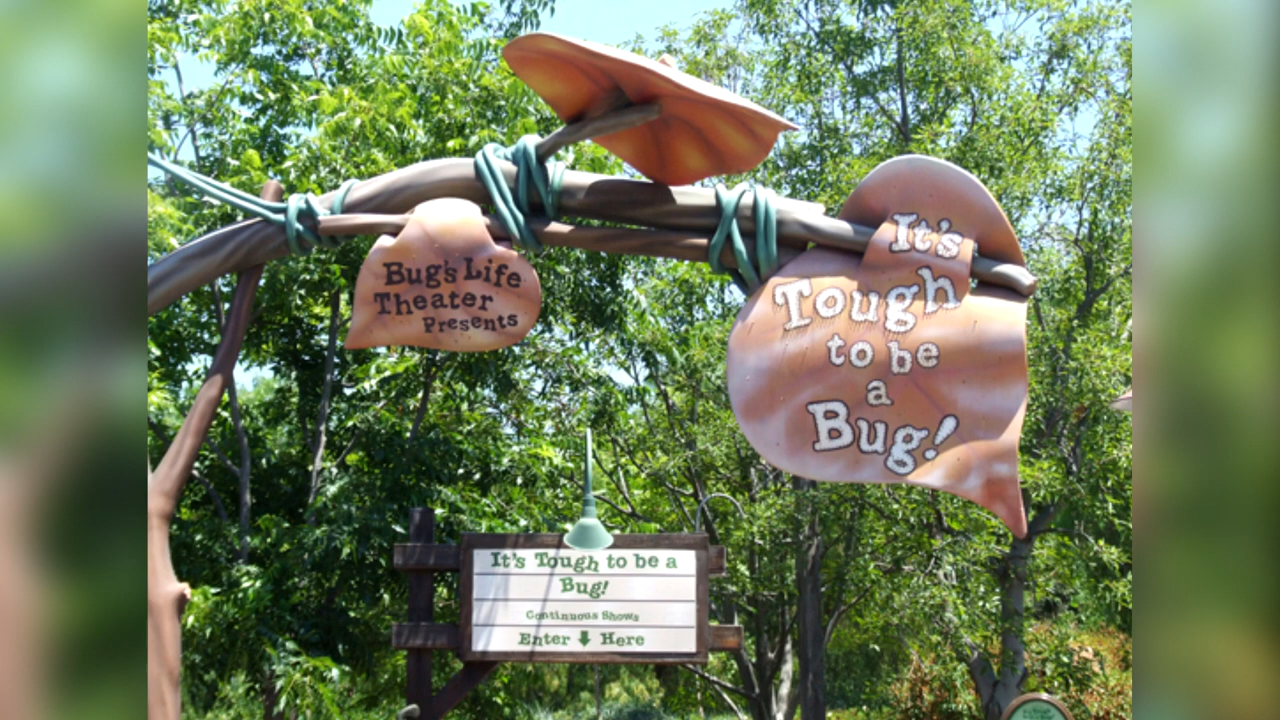 Bug's Life
Theater
Presents
It's
Tough
to be
a
Bug!
It's Tough to be a
Bug!
Continuous Shows
Enter Here